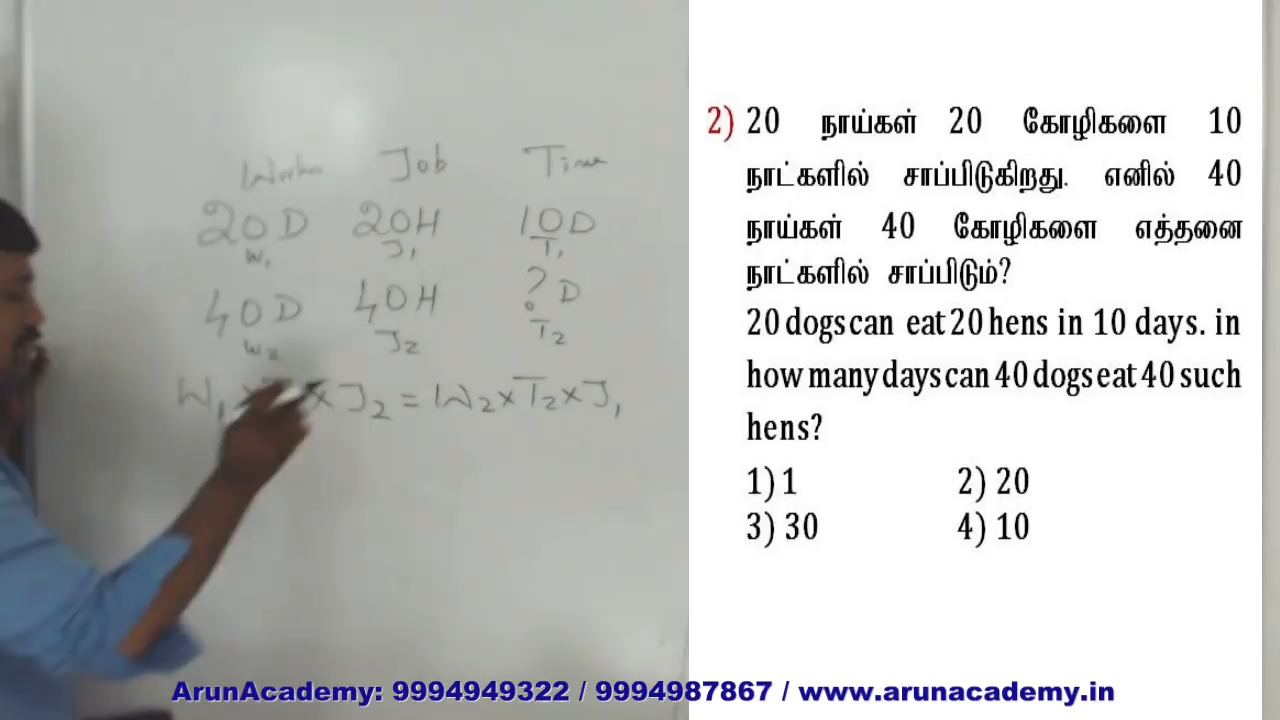 Worker Job Time
20D 20H 10D
W₁ J₁ T₁
40D 40H ?D
W₂ J₂ T₂
W₁ × × J₂ = W₂ × T₂ × J₁
2) 20 நாய்கள் 20 கோழிகளை 10
நாட்களில் சாப்பிடுகிறது. எனில் 40
நாய்கள் 40 கோழிகளை எத்தனை
நாட்களில் சாப்பிடும்?
20 dogs can eat 20 hens in 10 days. in
how many days can 40 dogs eat 40 such
hens?
1) 1 2) 20
3) 30 4) 10
ArunAcademy: 9994949322 / 9994987867 / www.arunacademy.in